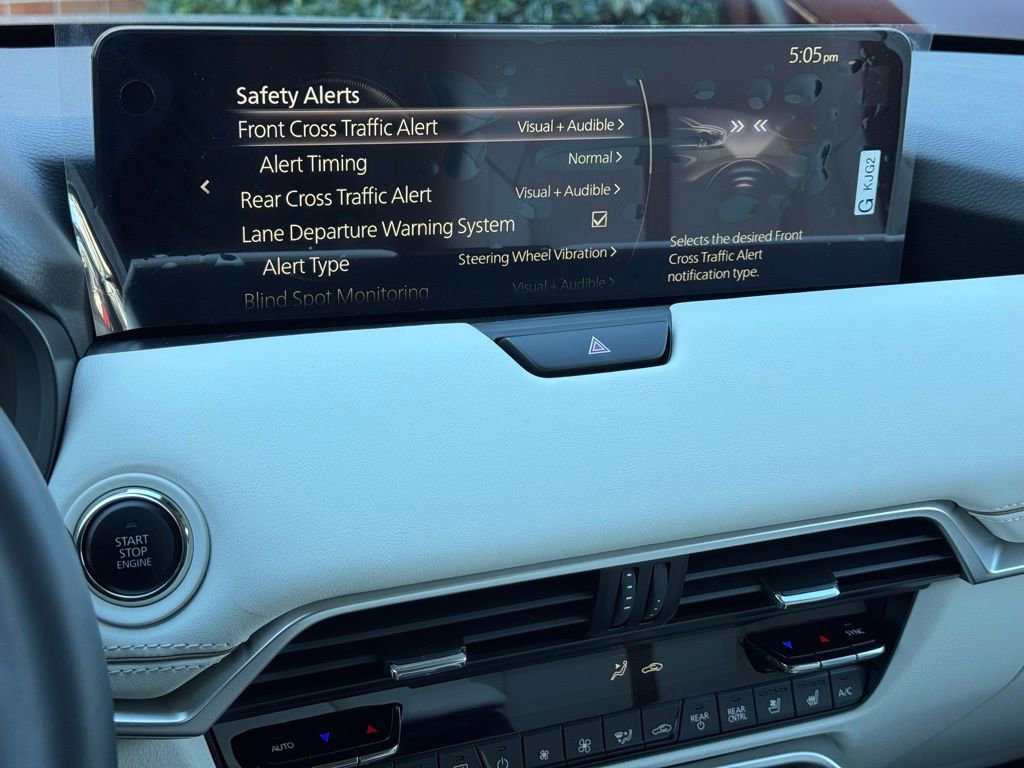 5:05pm
Safety Alerts
Front Cross Traffic Alert Visual + Audible >
Alert Timing Normal >
Rear Cross Traffic Alert Visual + Audible >
Lane Departure Warning System
Alert Type Steering Wheel Vibration >
Blind Spot Monitoring Visual + Audible >
Selects the desired Front
Cross Traffic Alert
notification type.
G KJG2
START
STOP
ENGINE
SYNC
AUTO
REAR
REAR
CNTRL
A/C